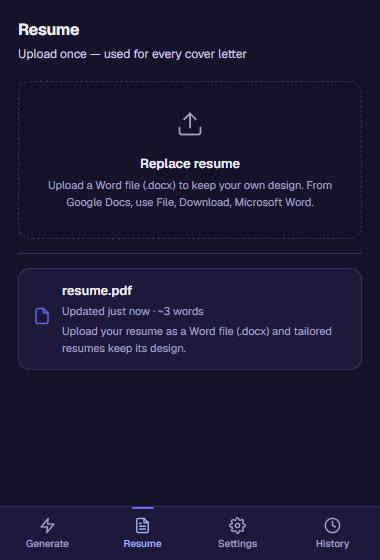 Resume
Upload once — used for every cover letter
Replace resume
Upload a Word file (.docx) to keep your own design. From
Google Docs, use File, Download, Microsoft Word.
resume.pdf
Updated just now · ~3 words
Upload your resume as a Word file (.docx) and tailored
resumes keep its design.
Generate
Resume
Settings
History